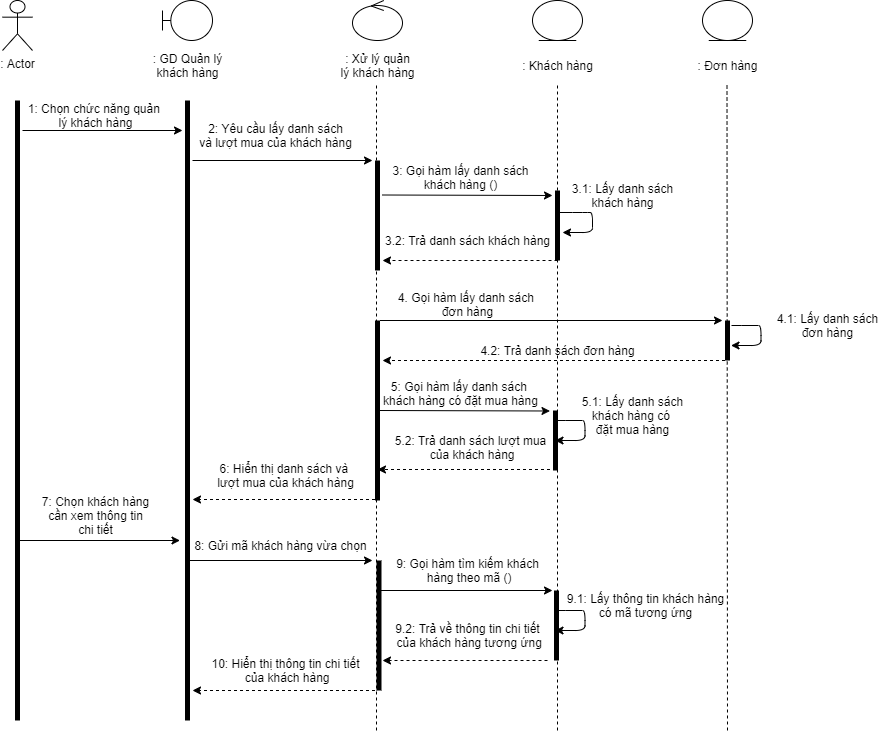 : Actor
: GD Quản lý
khách hàng
: Xử lý quản
lý khách hàng
: Khách hàng
: Đơn hàng
1: Chọn chức năng quản
lý khách hàng
2: Yêu cầu lấy danh sách
và lượt mua của khách hàng
3: Gọi hàm lấy danh sách
khách hàng ()
3.1: Lấy danh sách
khách hàng
3.2: Trả danh sách khách hàng
4. Gọi hàm lấy danh sách
đơn hàng
4.1: Lấy danh sách
đơn hàng
4.2: Trả danh sách đơn hàng
5: Gọi hàm lấy danh sách
khách hàng có đặt mua hàng
5.1: Lấy danh sách
khách hàng có
đặt mua hàng
5.2: Trả danh sách lượt mua
của khách hàng
6: Hiển thị danh sách và
lượt mua của khách hàng
7: Chọn khách hàng
cần xem thông tin
chi tiết
8: Gửi mã khách hàng vừa chọn
9: Gọi hàm tìm kiếm khách
hàng theo mã ()
9.1: Lấy thông tin khách hàng
có mã tương ứng
9.2: Trả về thông tin chi tiết
của khách hàng tương ứng
10: Hiển thị thông tin chi tiết
của khách hàng